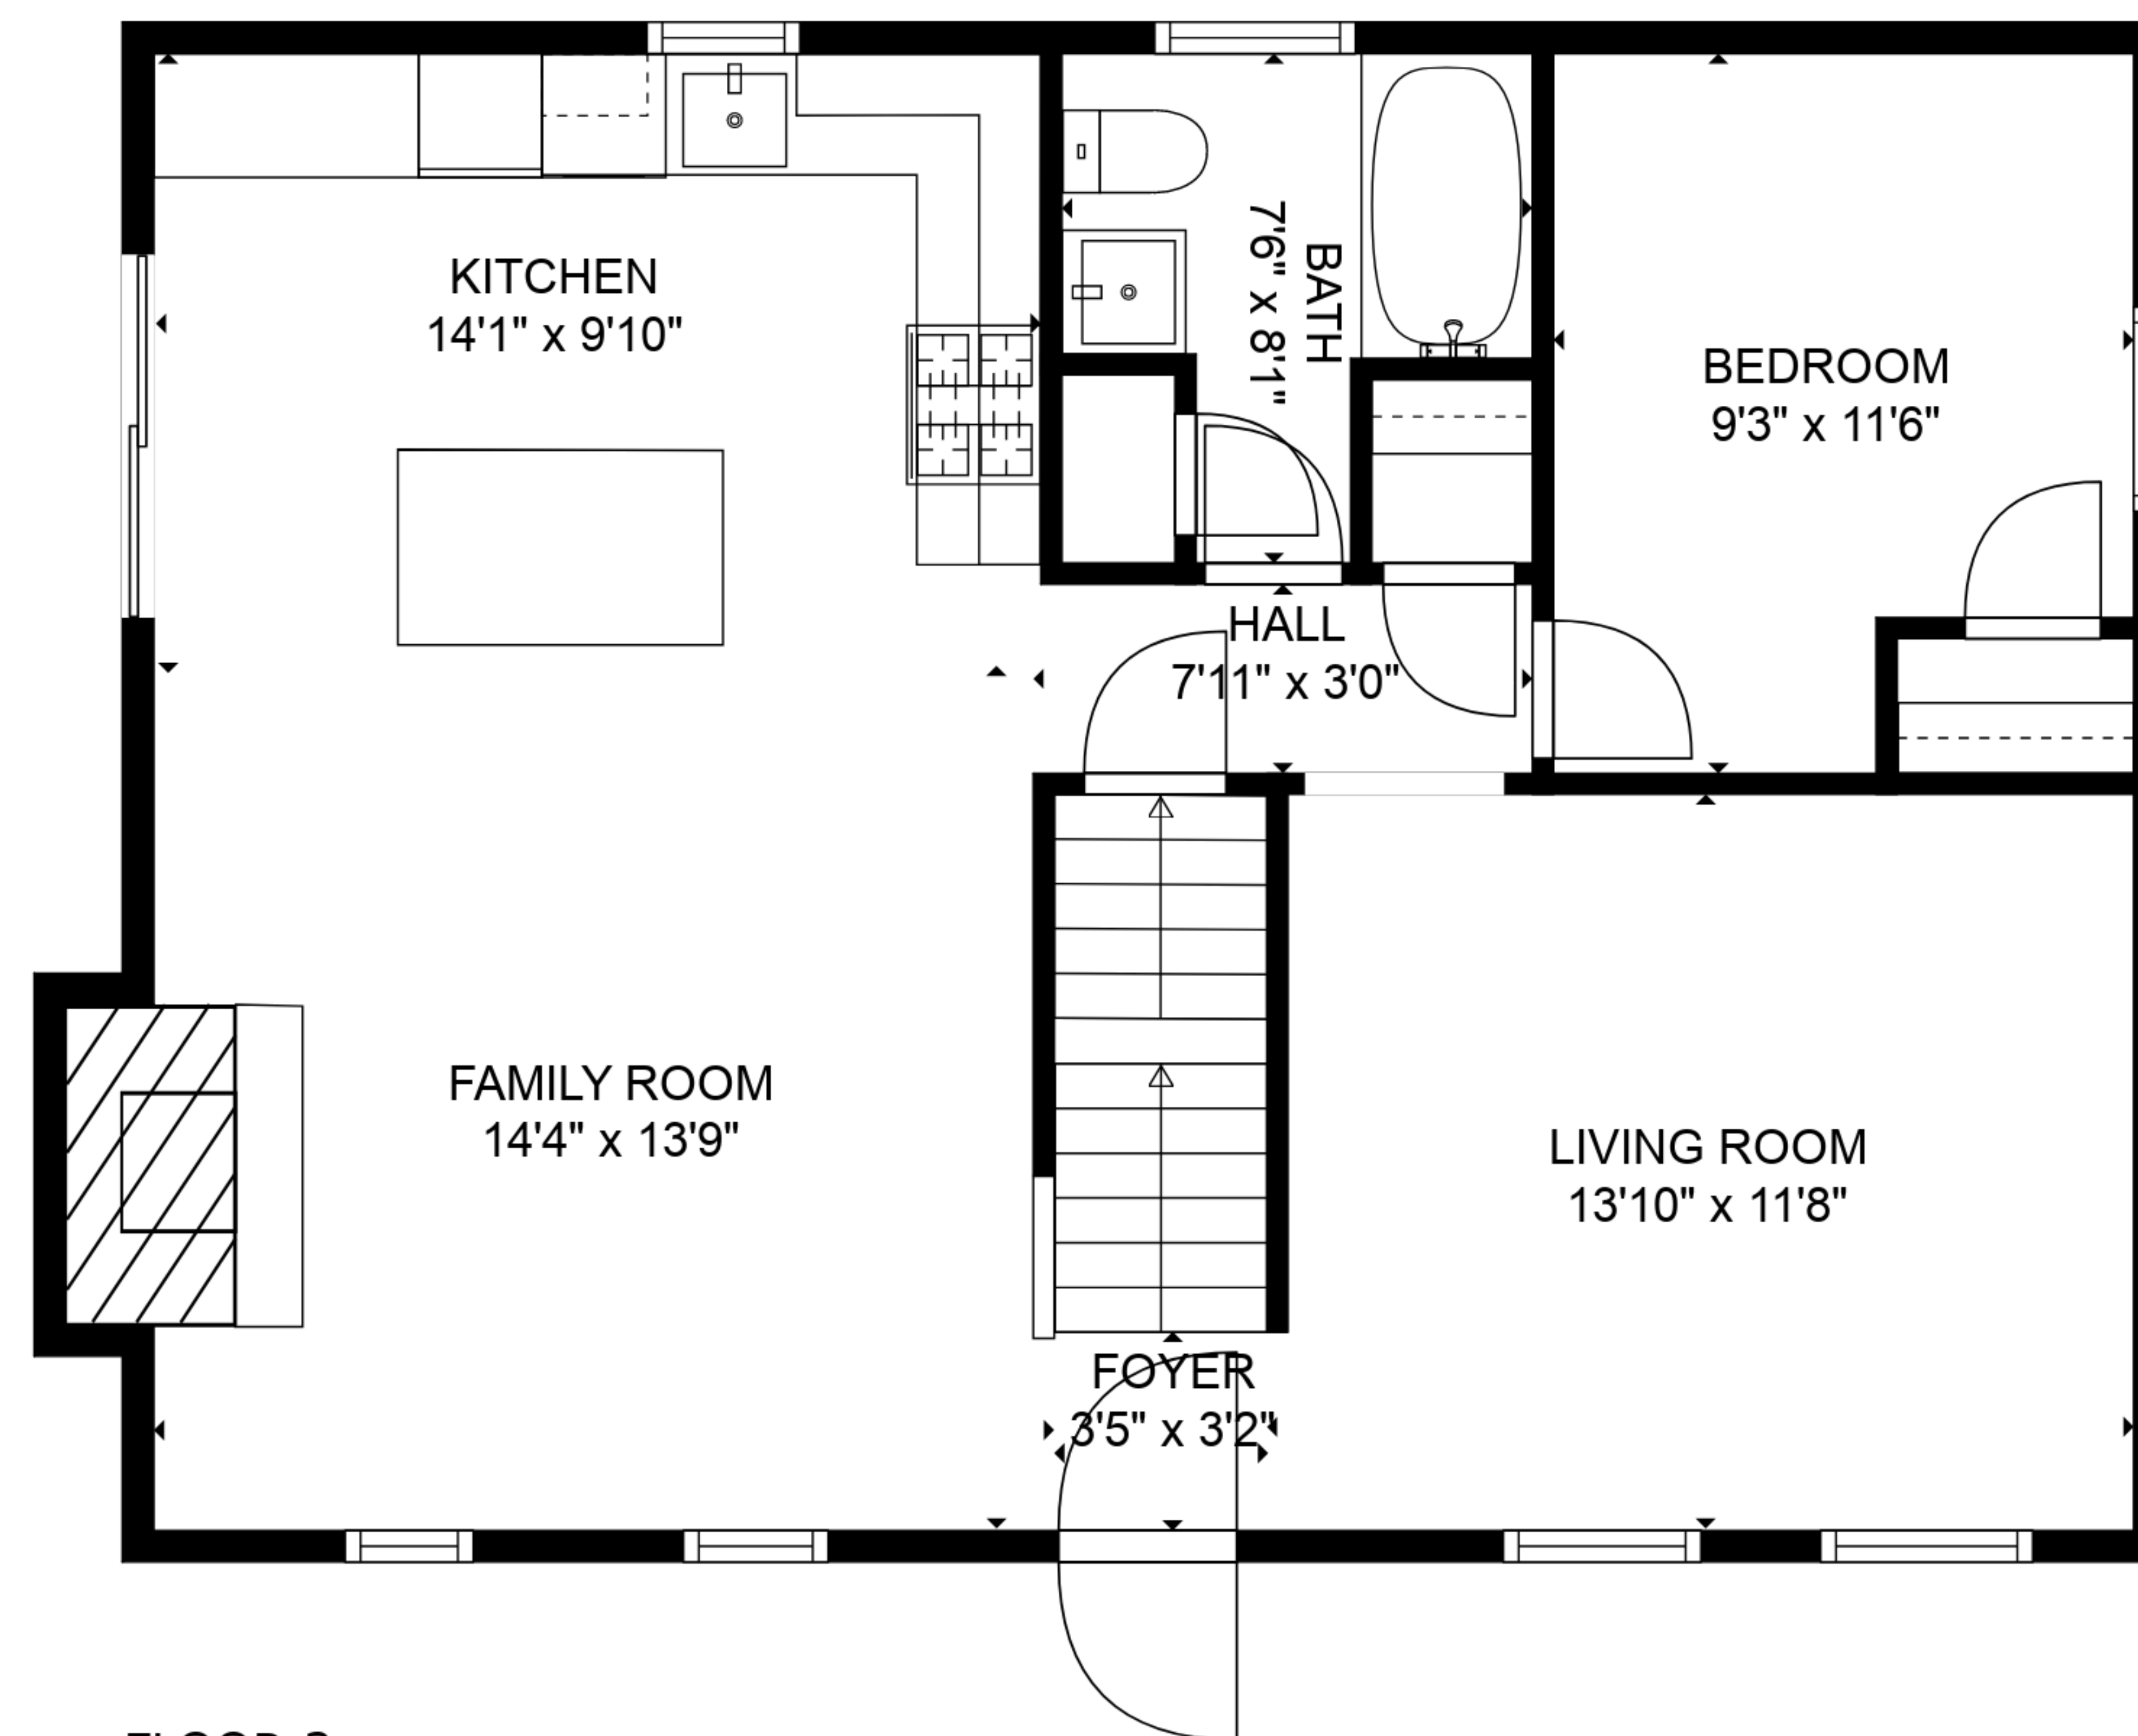 KITCHEN
14'1" x 9'10"
BATH
7'6" x 8'1"
BEDROOM
9'3" x 11'6"
HALL
7'11" x 3'0"
FAMILY ROOM
14'4" x 13'9"
LIVING ROOM
13'10" x 11'8"
FOYER
3'5" x 3'2"